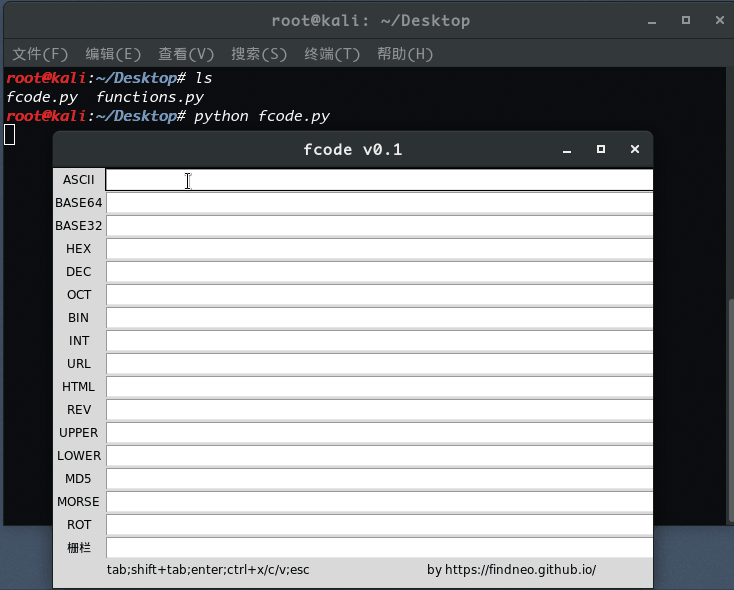 root@kali: ~/Desktop
文件(F) 编辑(E) 查看(V) 搜索(S) 终端(T) 帮助(H)
root@kali:~/Desktop# ls
fcode.py functions.py
root@kali:~/Desktop# python fcode.py
fcode v0.1
ASCII
BASE64
BASE32
HEX
DEC
OCT
BIN
INT
URL
HTML
REV
UPPER
LOWER
MD5
MORSE
ROT
栅栏
tab;shift+tab;enter;ctrl+x/c/v;esc by https://findneo.github.io/